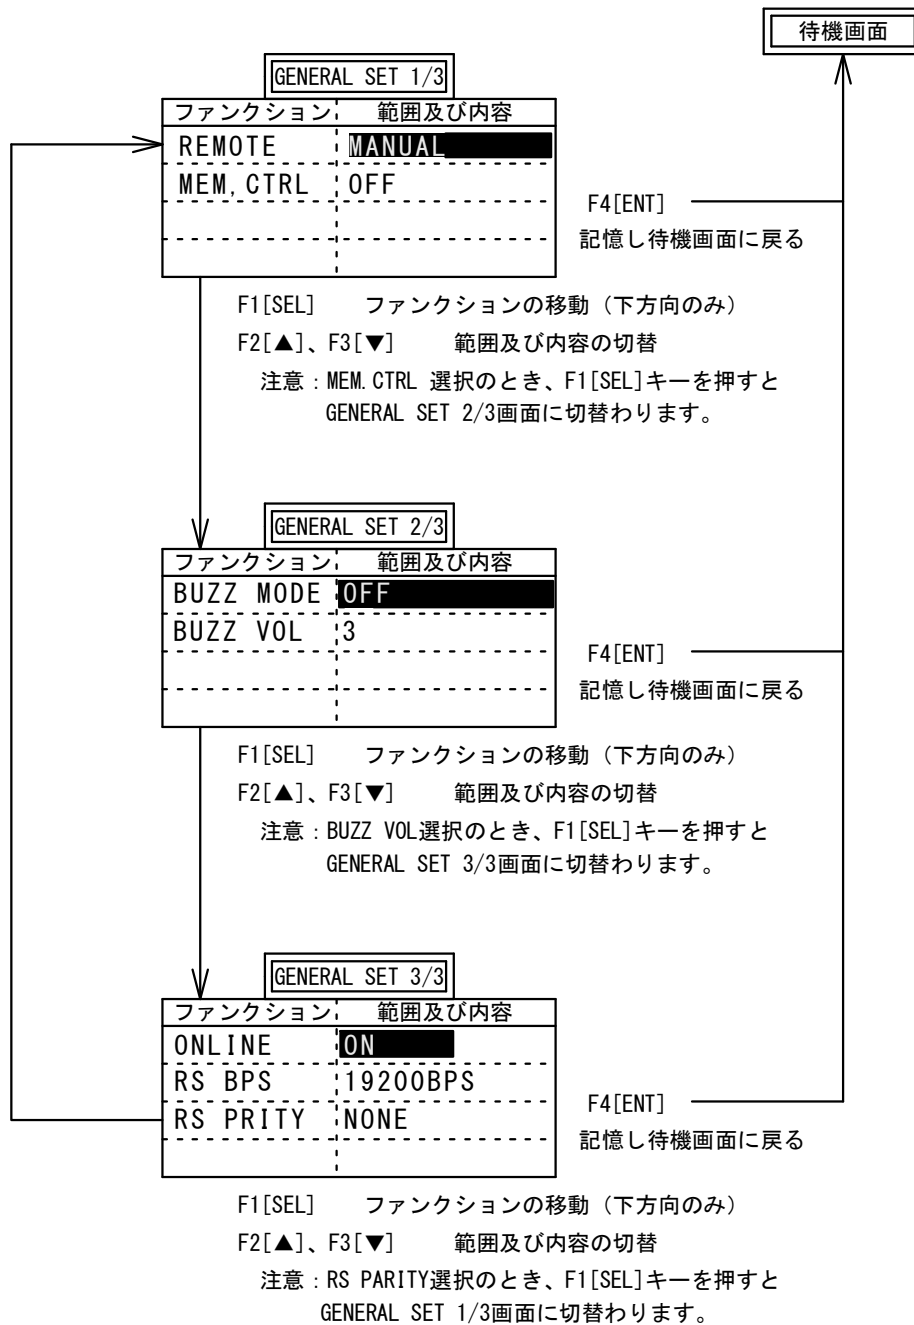 待機画面
GENERAL SET 1/3
ファンクション 範囲及び内容
REMOTE MANUAL
MEM,CTRL OFF
F4[ENT]
記憶し待機画面に戻る
F1[SEL] ファンクションの移動（下方向のみ）
F2[▲]、F3[▼] 範囲及び内容の切替
注意：MEM.CTRL 選択のとき、F1[SEL]キーを押すと
GENERAL SET 2/3画面に切替わります。
GENERAL SET 2/3
ファンクション 範囲及び内容
BUZZ MODE OFF
BUZZ VOL 3
F4[ENT]
記憶し待機画面に戻る
F1[SEL] ファンクションの移動（下方向のみ）
F2[▲]、F3[▼] 範囲及び内容の切替
注意：BUZZ VOL選択のとき、F1[SEL]キーを押すと
GENERAL SET 3/3画面に切替わります。
GENERAL SET 3/3
ファンクション 範囲及び内容
ONLINE ON
RS BPS 19200BPS
RS PRITY NONE
F4[ENT]
記憶し待機画面に戻る
F1[SEL] ファンクションの移動（下方向のみ）
F2[▲]、F3[▼] 範囲及び内容の切替
注意：RS PARITY選択のとき、F1[SEL]キーを押すと
GENERAL SET 1/3画面に切替わります。